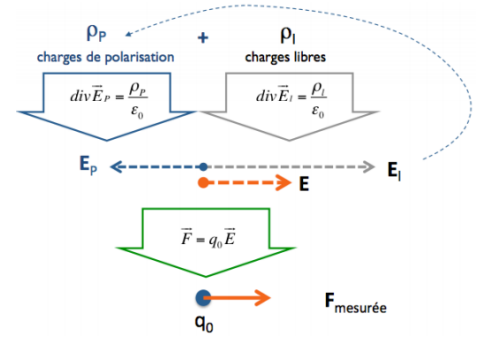 ρP + ρl
charges de polarisation charges libres
divE⃗P = ρP/ε0 divE⃗l = ρl/ε0
EP El
E
F⃗ = q0E⃗
Fmesurée
q0